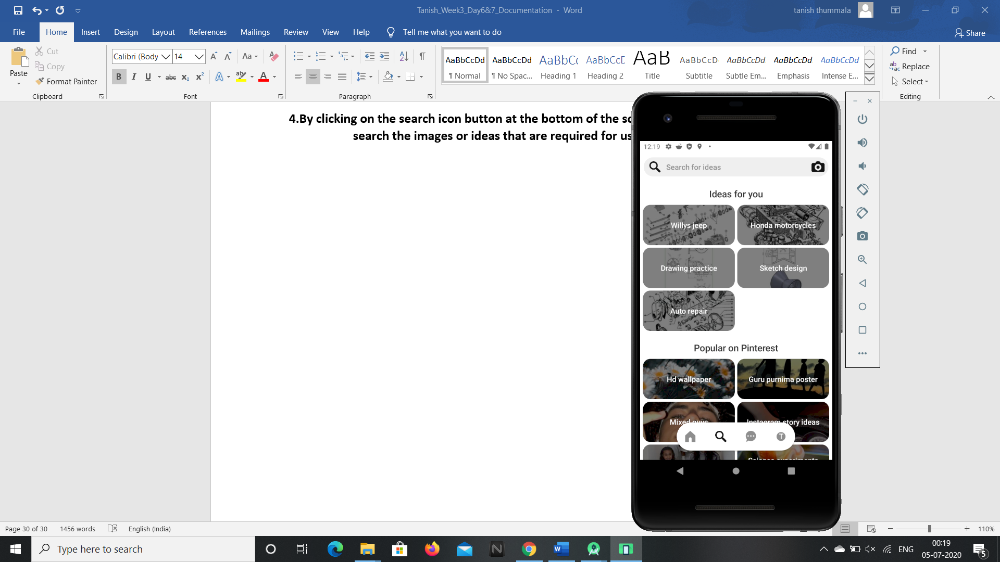 Tanish_Week3_Day6&7_Documentation - Word
tanish thummala
File Home Insert Design Layout References Mailings Review View Help Tell me what you want to do
Share
Paste
Cut
Copy
Format Painter
Clipboard
Calibri (Body 14
Font
Paragraph
AaBbCcDd
¶ Normal
AaBbCcDd
¶ No Spac...
AaBbCc
Heading 1
AaBbCcD
Heading 2
AaB
Title
AaBbCcD
Subtitle
AaBbCcDd
Subtle Em...
AaBbCcDd
Emphasis
AaBbCcDd
Intense E...
Find
Replace
Select
Editing
4.By clicking on the search icon button at the bottom of the
search the images or ideas that are required for us
12:19
Search for ideas
Ideas for you
Willys jeep
Honda motorcycles
Drawing practice
Sketch design
Auto repair
Popular on Pinterest
Hd wallpaper
Guru purnima poster
Mixed guys
Instagram story ideas
Science experiments
T
Page 30 of 30 1456 words English (India)
110%
Type here to search
ENG
00:19
05-07-2020
5